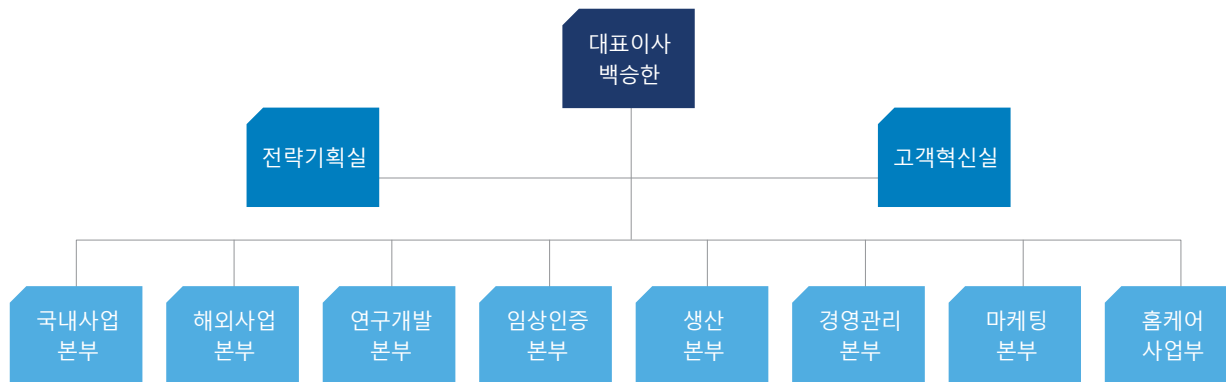 대표이사
백승한
전략기획실
고객혁신실
국내사업
본부
해외사업
본부
연구개발
본부
임상인증
본부
생산
본부
경영관리
본부
마케팅
본부
홈케어
사업부